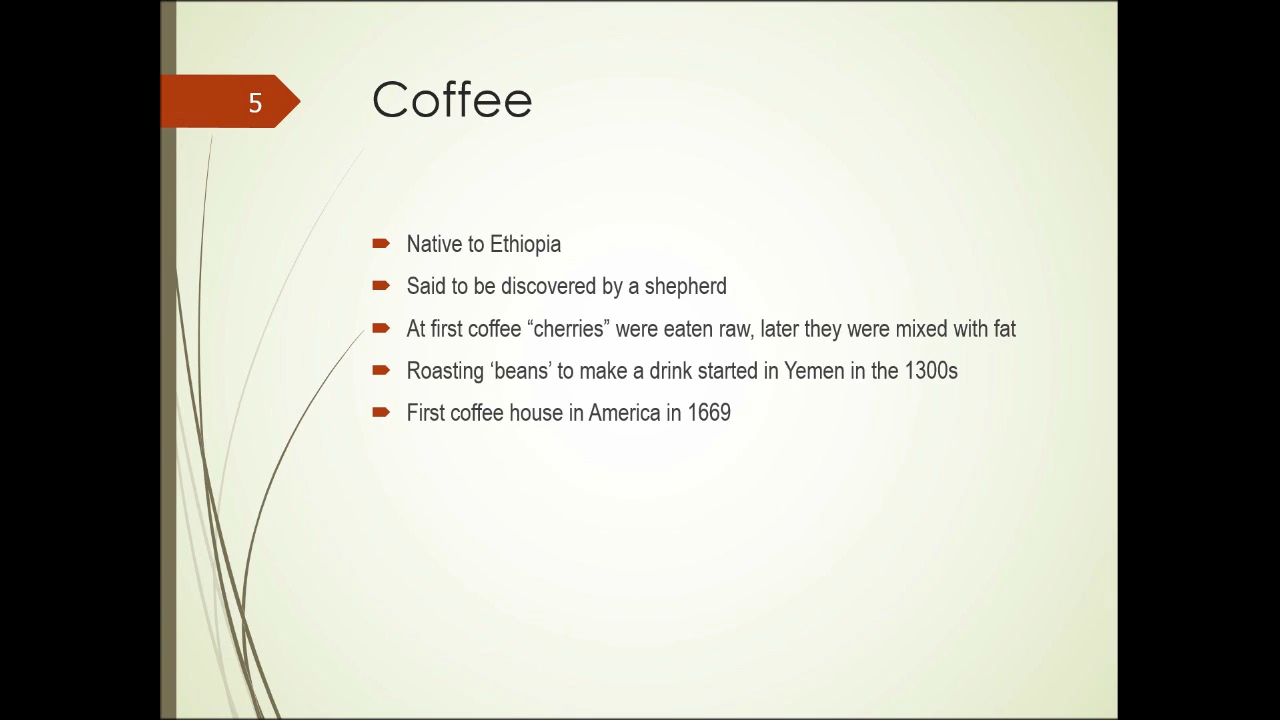 5
Coffee
Native to Ethiopia
Said to be discovered by a shepherd
At first coffee “cherries” were eaten raw, later they were mixed with fat
Roasting ‘beans’ to make a drink started in Yemen in the 1300s
First coffee house in America in 1669